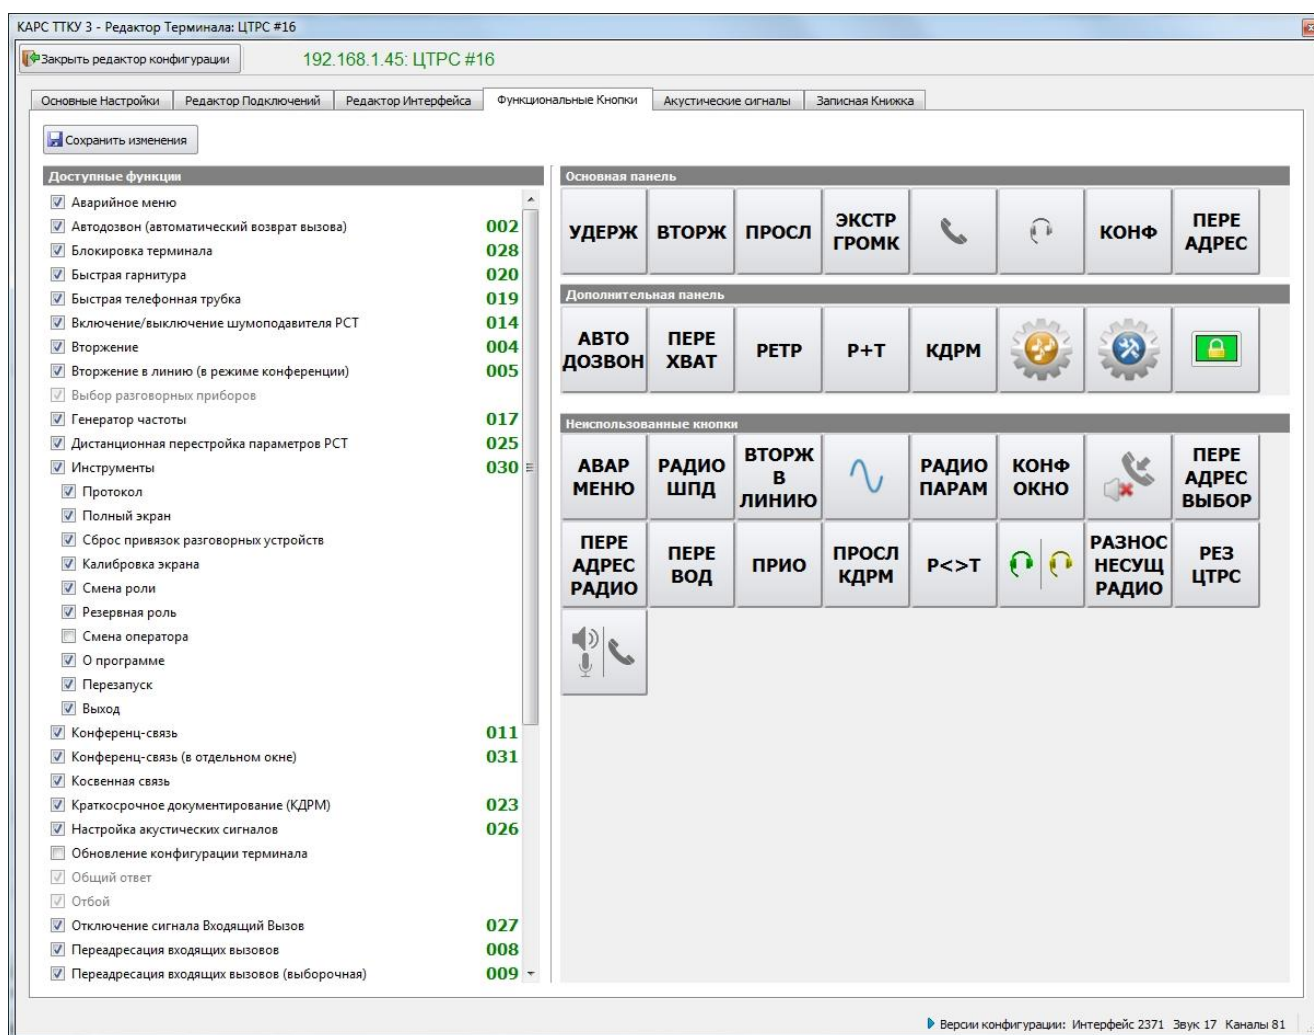 КАРС ТТКУ 3 - Редактор Терминала: ЦТРС #16
Закрыть редактор конфигурации
192.168.1.45: ЦТРС #16
Основные Настройки
Редактор Подключений
Редактор Интерфейса
Функциональные Кнопки
Акустические сигналы
Записная Книжка
Сохранить изменения
Доступные функции
Аварийное меню
Автодозвон (автоматический возврат вызова) 002
Блокировка терминала 028
Быстрая гарнитура 020
Быстрая телефонная трубка 019
Включение/выключение шумоподавителя РСТ 014
Вторжение 004
Вторжение в линию (в режиме конференции) 005
Выбор разговорных приборов
Генератор частоты 017
Дистанционная перестройка параметров РСТ 025
Инструменты 030
Протокол
Полный экран
Сброс привязок разговорных устройств
Калибровка экрана
Смена роли
Резервная роль
Смена оператора
О программе
Перезапуск
Выход
Конференц-связь 011
Конференц-связь (в отдельном окне) 031
Косвенная связь
Краткосрочное документирование (КДРМ) 023
Настройка акустических сигналов 026
Обновление конфигурации терминала
Общий ответ
Отбой
Отключение сигнала Входящий Вызов 027
Переадресация входящих вызовов 008
Переадресация входящих вызовов (выборочная) 009
Основная панель
УДЕРЖ
ВТОРЖ
ПРОСЛ
ЭКСТР
ГРОМК
КОНФ
ПЕРЕ
АДРЕС
Дополнительная панель
АВТО
ДОЗВОН
ПЕРЕ
ХВАТ
РЕТР
Р+Т
КДРМ
Неиспользованные кнопки
АВАР
МЕНЮ
РАДИО
ШПД
ВТОРЖ
В
ЛИНИЮ
РАДИО
ПАРАМ
КОНФ
ОКНО
ПЕРЕ
АДРЕС
ВЫБОР
ПЕРЕ
АДРЕС
РАДИО
ПЕРЕ
ВОД
ПРИО
ПРОСЛ
КДРМ
Р<>Т
РАЗНОС
НЕСУЩ
РАДИО
РЕЗ
ЦТРС
Версии конфигурации: Интерфейс 2371 Звук 17 Каналы 81